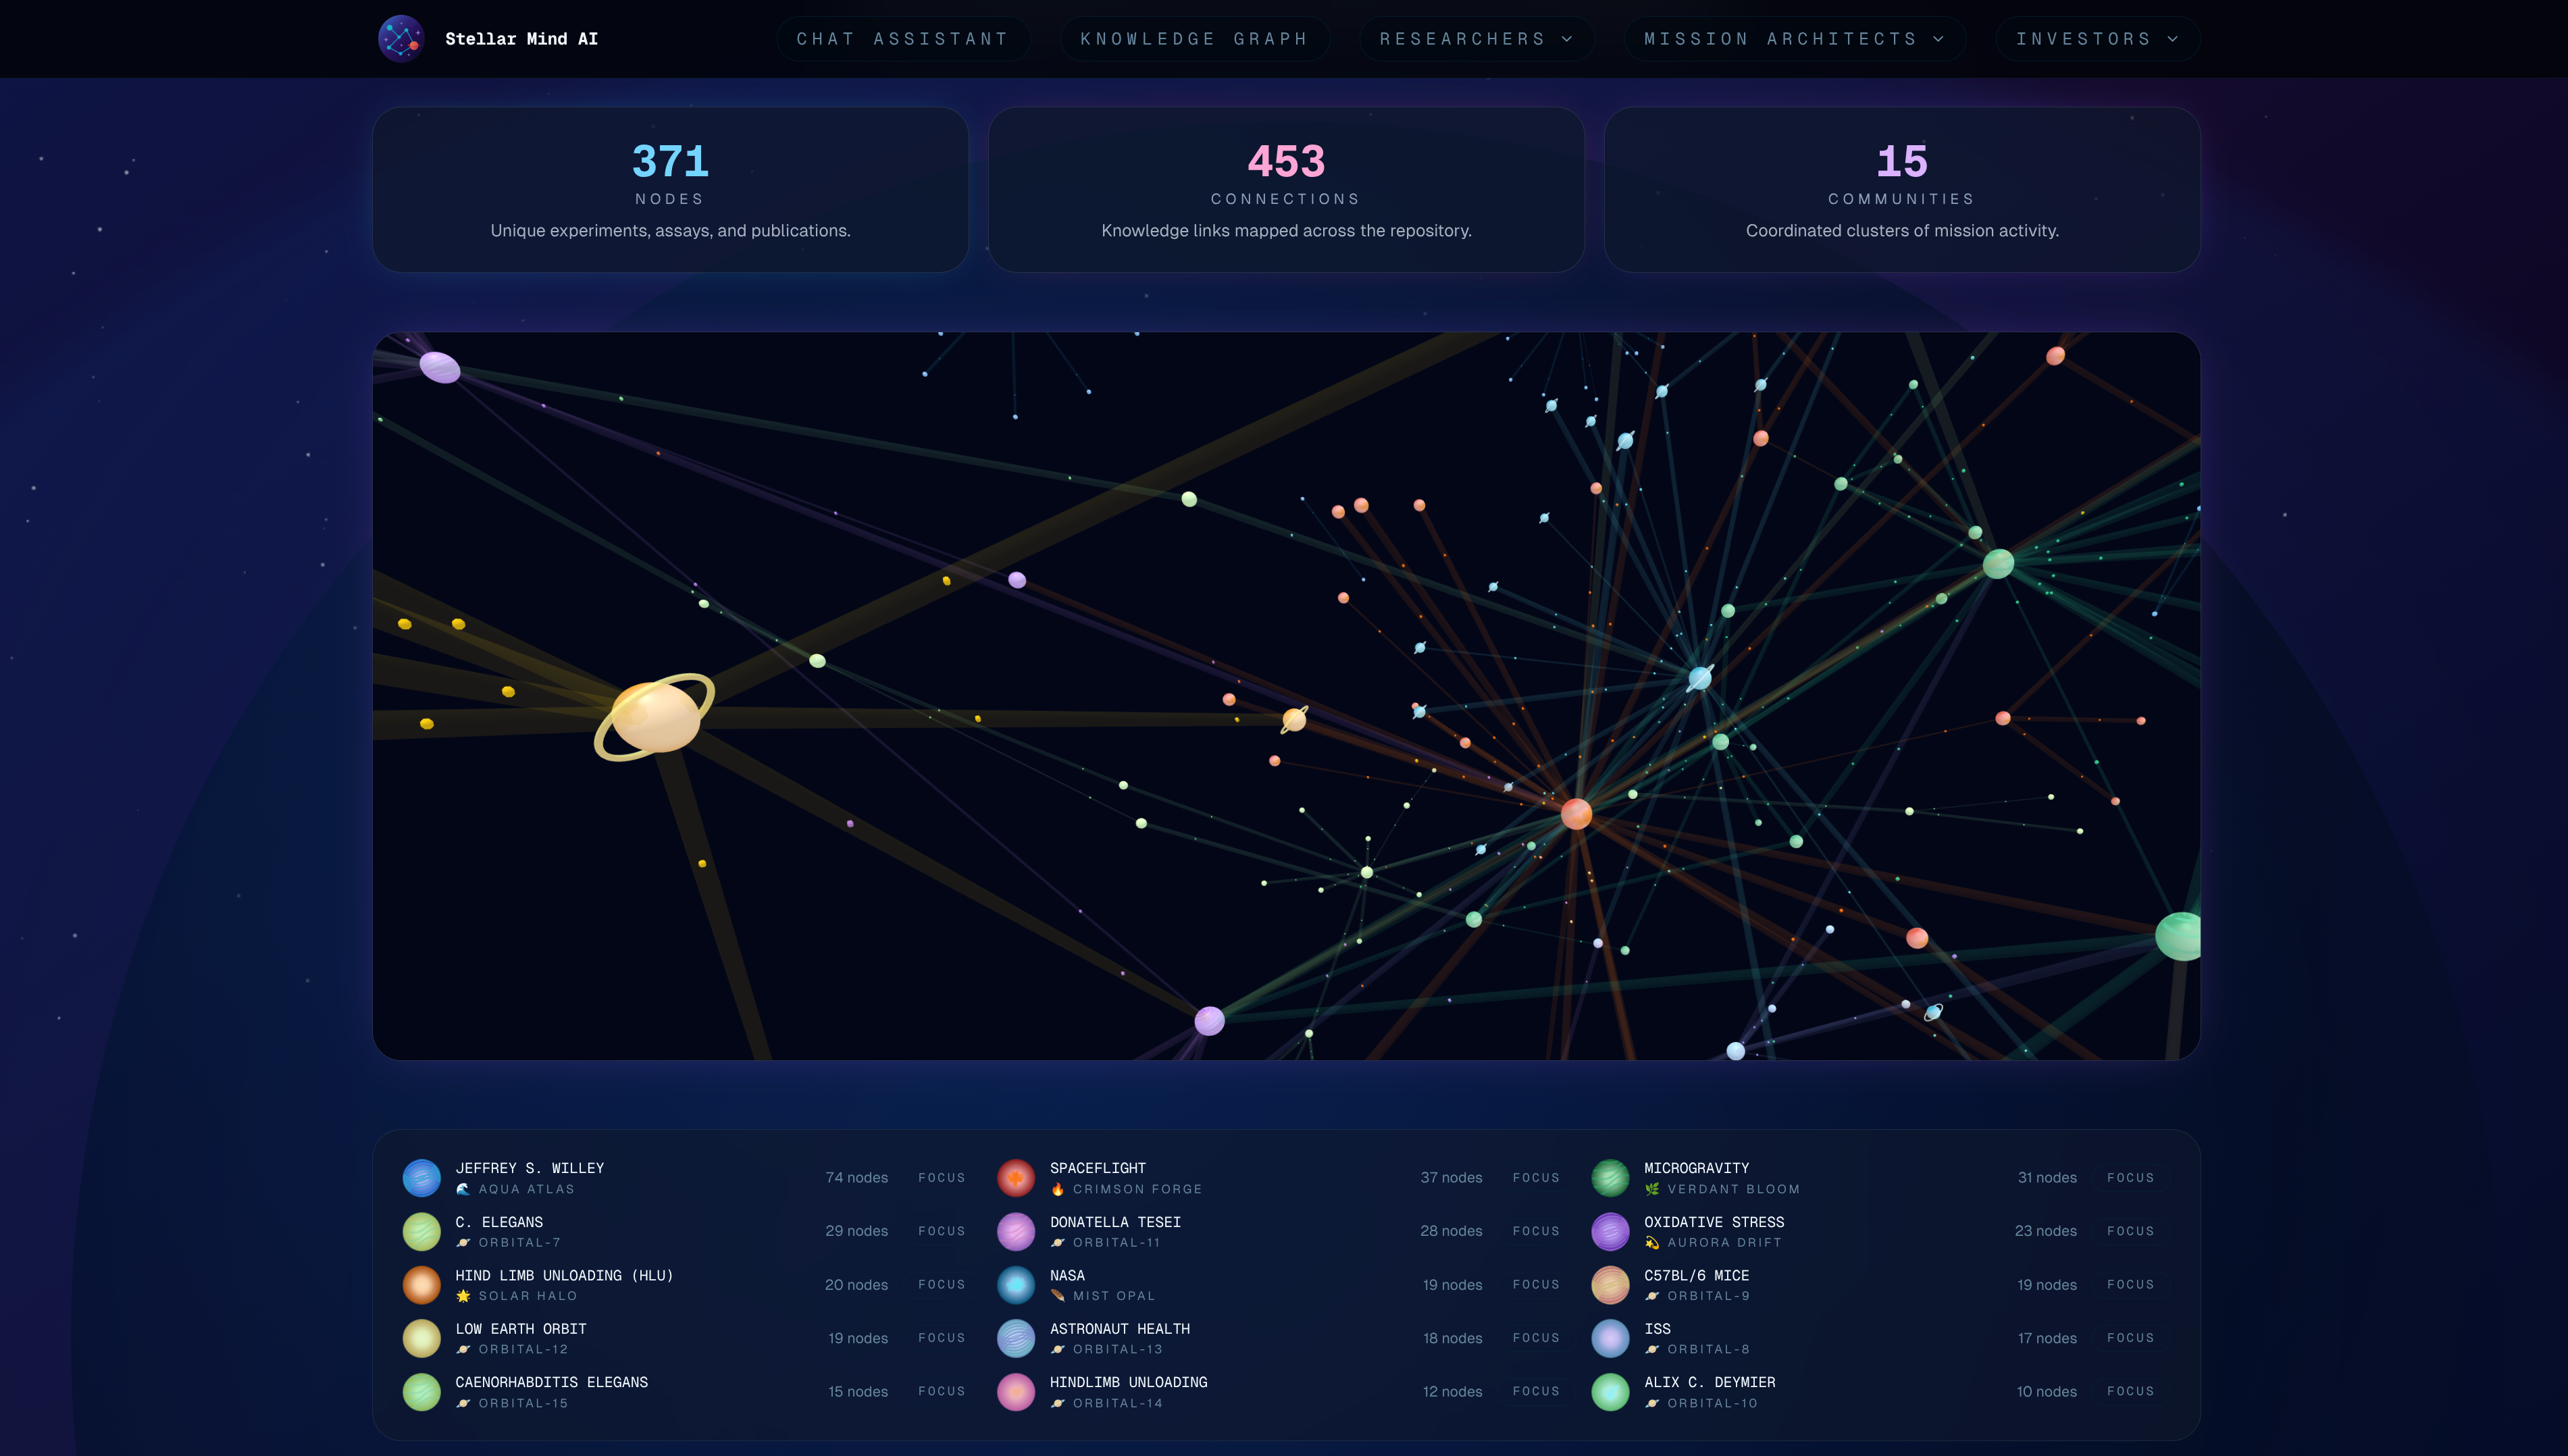 Stellar Mind AI
CHAT ASSISTANT
KNOWLEDGE GRAPH
RESEARCHERS
MISSION ARCHITECTS
INVESTORS
371
NODES
Unique experiments, assays, and publications.
453
CONNECTIONS
Knowledge links mapped across the repository.
15
COMMUNITIES
Coordinated clusters of mission activity.
JEFFREY S. WILLEY
🌊 AQUA ATLAS
74 nodes
FOCUS
SPACEFLIGHT
🔥 CRIMSON FORGE
37 nodes
FOCUS
MICROGRAVITY
🌿 VERDANT BLOOM
31 nodes
FOCUS
C. ELEGANS
🪐 ORBITAL-7
29 nodes
FOCUS
DONATELLA TESEI
🪐 ORBITAL-11
28 nodes
FOCUS
OXIDATIVE STRESS
💫 AURORA DRIFT
23 nodes
FOCUS
HIND LIMB UNLOADING (HLU)
🌟 SOLAR HALO
20 nodes
FOCUS
NASA
🪶 MIST OPAL
19 nodes
FOCUS
C57BL/6 MICE
🪐 ORBITAL-9
19 nodes
FOCUS
LOW EARTH ORBIT
🪐 ORBITAL-12
19 nodes
FOCUS
ASTRONAUT HEALTH
🪐 ORBITAL-13
18 nodes
FOCUS
ISS
🪐 ORBITAL-8
17 nodes
FOCUS
CAENORHABDITIS ELEGANS
🪐 ORBITAL-15
15 nodes
FOCUS
HINDLIMB UNLOADING
🪐 ORBITAL-14
12 nodes
FOCUS
ALIX C. DEYMIER
🪐 ORBITAL-10
10 nodes
FOCUS